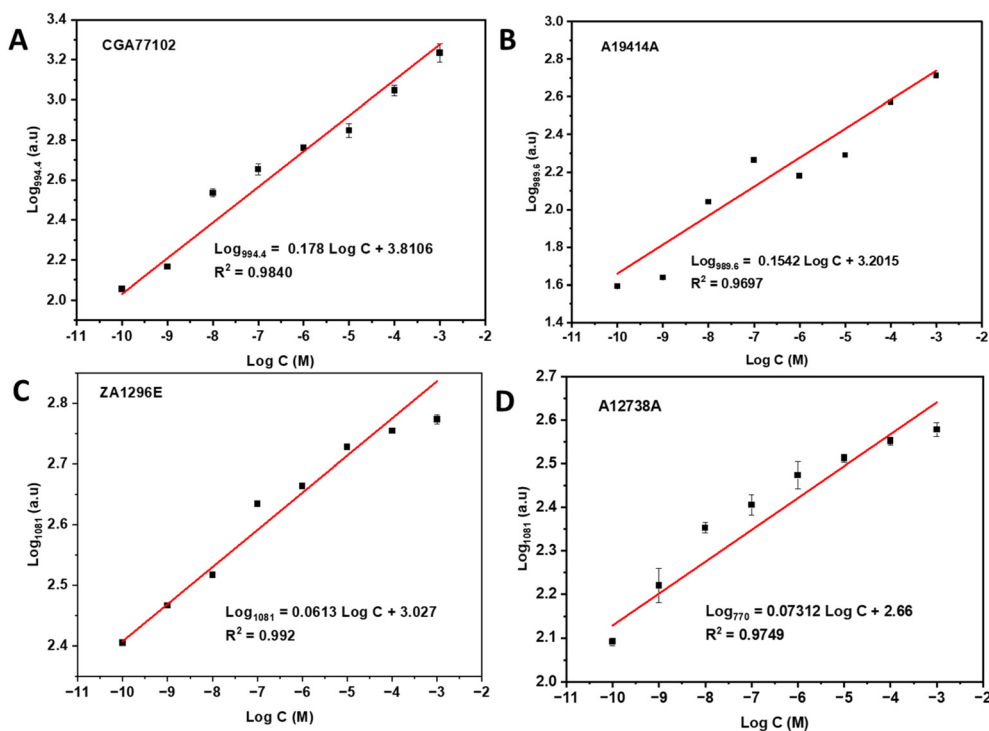 A
CGA77102
Log994.4 (a.u)
3.4
3.2
3.0
2.8
2.6
2.4
2.2
2.0
Log994.4 = 0.178 Log C + 3.8106
R² = 0.9840
−11 −10 −9 −8 −7 −6 −5 −4 −3 −2
Log C (M)
B
A19414A
Log989.6 (a.u)
3.0
2.8
2.6
2.4
2.2
2.0
1.8
1.6
1.4
Log989.6 = 0.1542 Log C + 3.2015
R² = 0.9697
−11 −10 −9 −8 −7 −6 −5 −4 −3 −2
Log C (M)
C
ZA1296E
Log1081 (a.u)
2.8
2.7
2.6
2.5
2.4
Log1081 = 0.0613 Log C + 3.027
R² = 0.992
−11 −10 −9 −8 −7 −6 −5 −4 −3 −2
Log C (M)
D
A12738A
Log1081 (a.u)
2.7
2.6
2.5
2.4
2.3
2.2
2.1
2.0
Log770 = 0.07312 Log C + 2.66
R² = 0.9749
−11 −10 −9 −8 −7 −6 −5 −4 −3 −2
Log C (M)